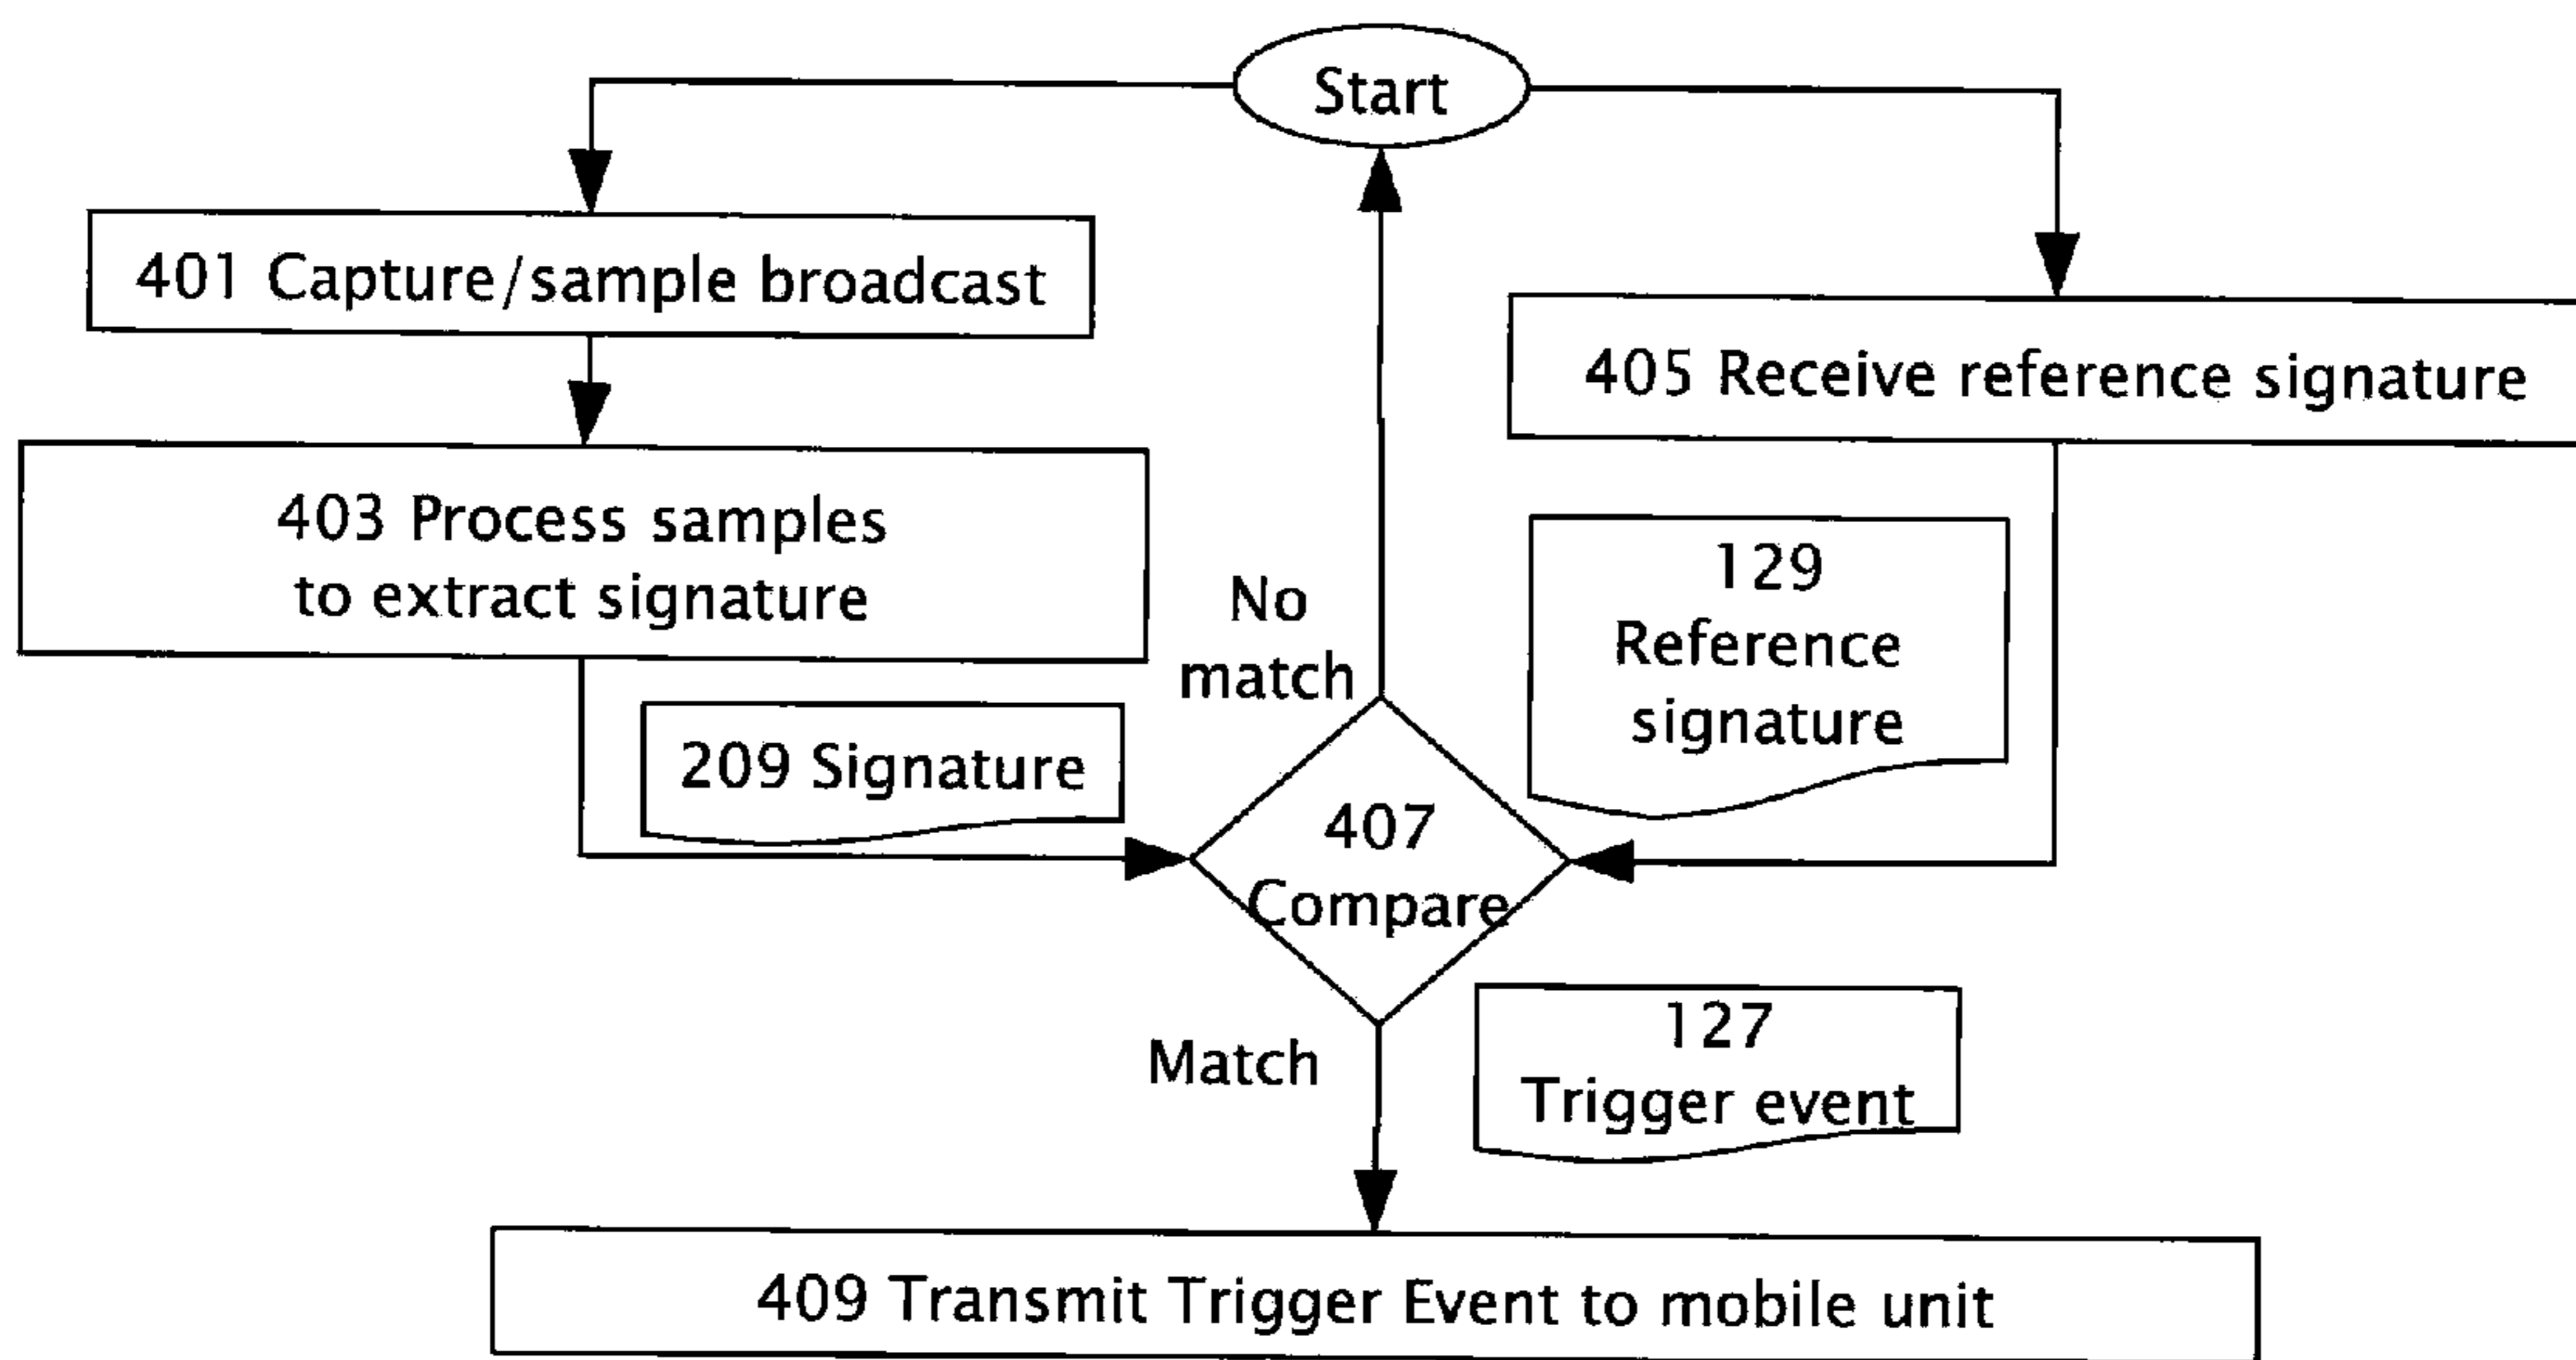 Start
401 Capture/sample broadcast
405 Receive reference signature
403 Process samples
to extract signature
129
Reference
signature
No
match
209 Signature
407
Compare
127
Trigger event
Match
409 Transmit Trigger Event to mobile unit